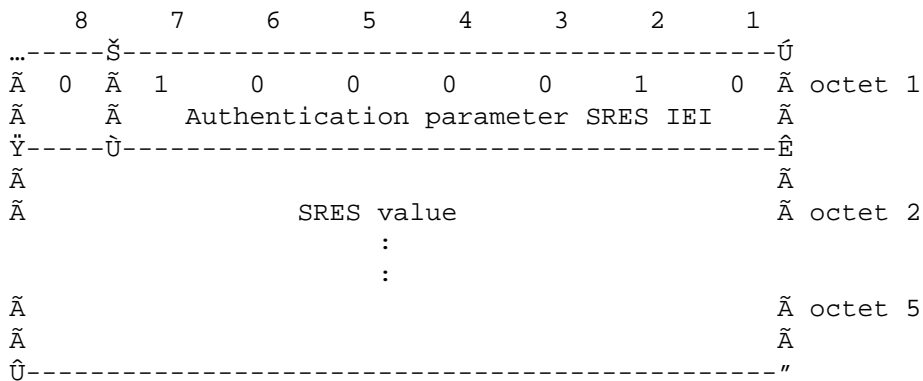 8 7 6 5 4 3 2 1
…-----Š-----------------------------------------Ú
Ã 0 Ã 1 0 0 0 0 1 0 Ã octet 1
Ã Ã Authentication parameter SRES IEI Ã
Ÿ-----Ù-----------------------------------------Ê
Ã Ã
Ã SRES value Ã octet 2
:
:
Ã Ã octet 5
Ã Ã
Û-----------------------------------------------″